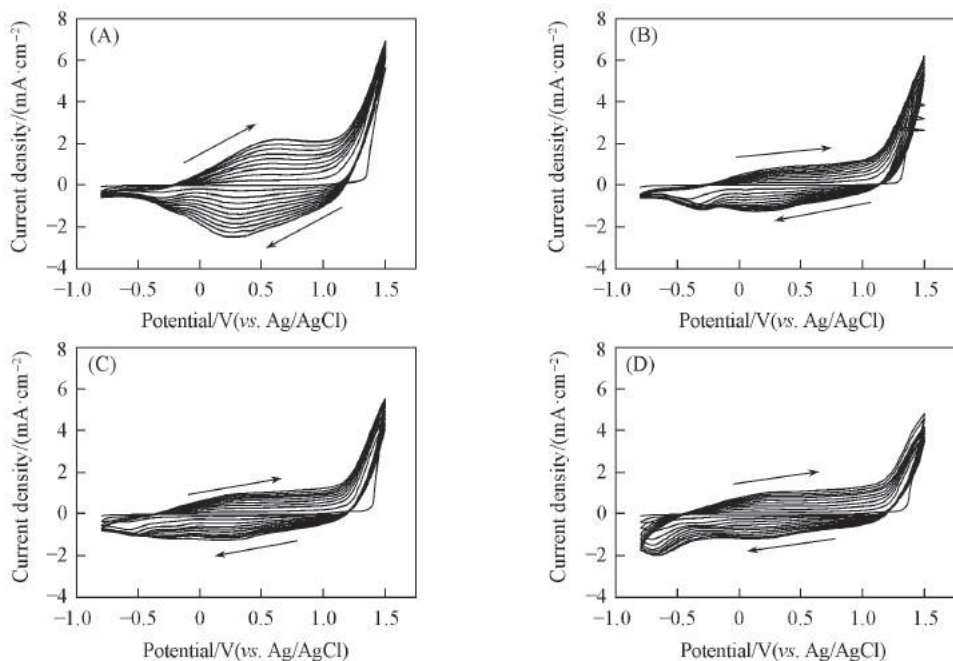 (A)
8
6
4
2
0
−2
−4
Current density/(mA·cm⁻²)
−1.0 −0.5 0 0.5 1.0 1.5
Potential/V(vs. Ag/AgCl)
(B)
8
6
4
2
0
−2
−4
Current density/(mA·cm⁻²)
−1.0 −0.5 0 0.5 1.0 1.5
Potential/V(vs. Ag/AgCl)
(C)
8
6
4
2
0
−2
−4
Current density/(mA·cm⁻²)
−1.0 −0.5 0 0.5 1.0 1.5
Potential/V(vs. Ag/AgCl)
(D)
8
6
4
2
0
−2
−4
Current density/(mA·cm⁻²)
−1.0 −0.5 0 0.5 1.0 1.5
Potential/V(vs. Ag/AgCl)